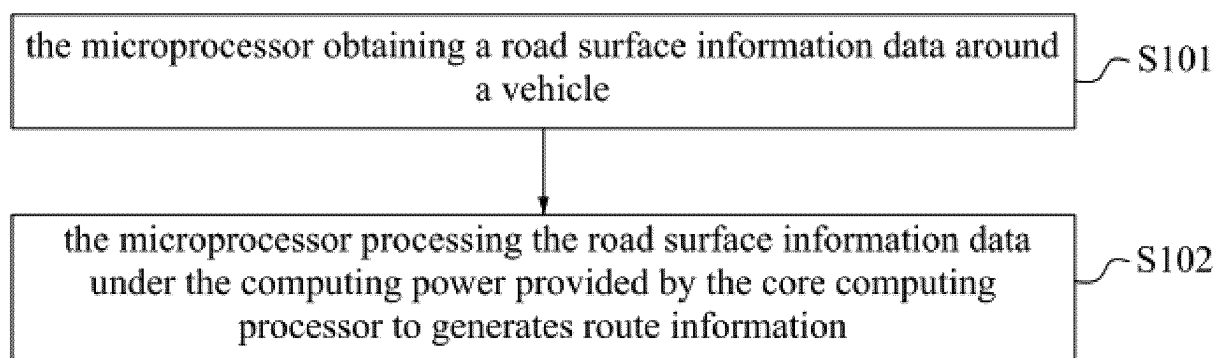 the microprocessor obtaining a road surface information data around
a vehicle
S101
the microprocessor processing the road surface information data
under the computing power provided by the core computing
processor to generates route information
S102